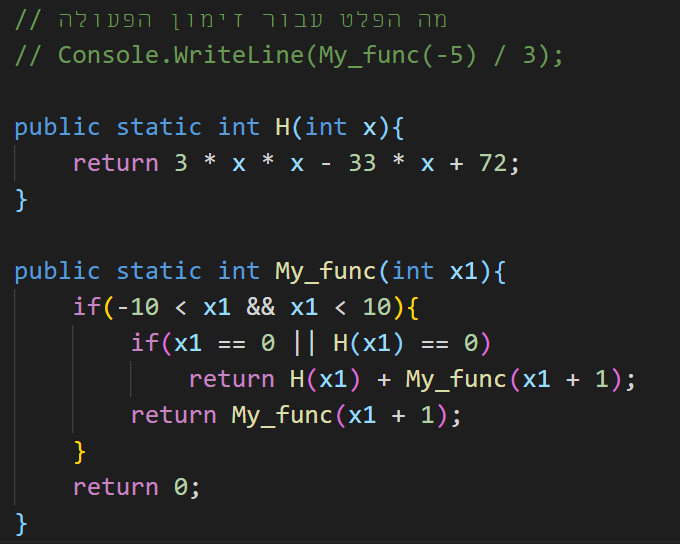 // מה הפלט עבור זימון הפעולה
// Console.WriteLine(My_func(-5) / 3);

public static int H(int x){
    return 3 * x * x - 33 * x + 72;
}

public static int My_func(int x1){
    if(-10 < x1 && x1 < 10){
        if(x1 == 0 || H(x1) == 0)
            return H(x1) + My_func(x1 + 1);
        return My_func(x1 + 1);
    }
    return 0;
}